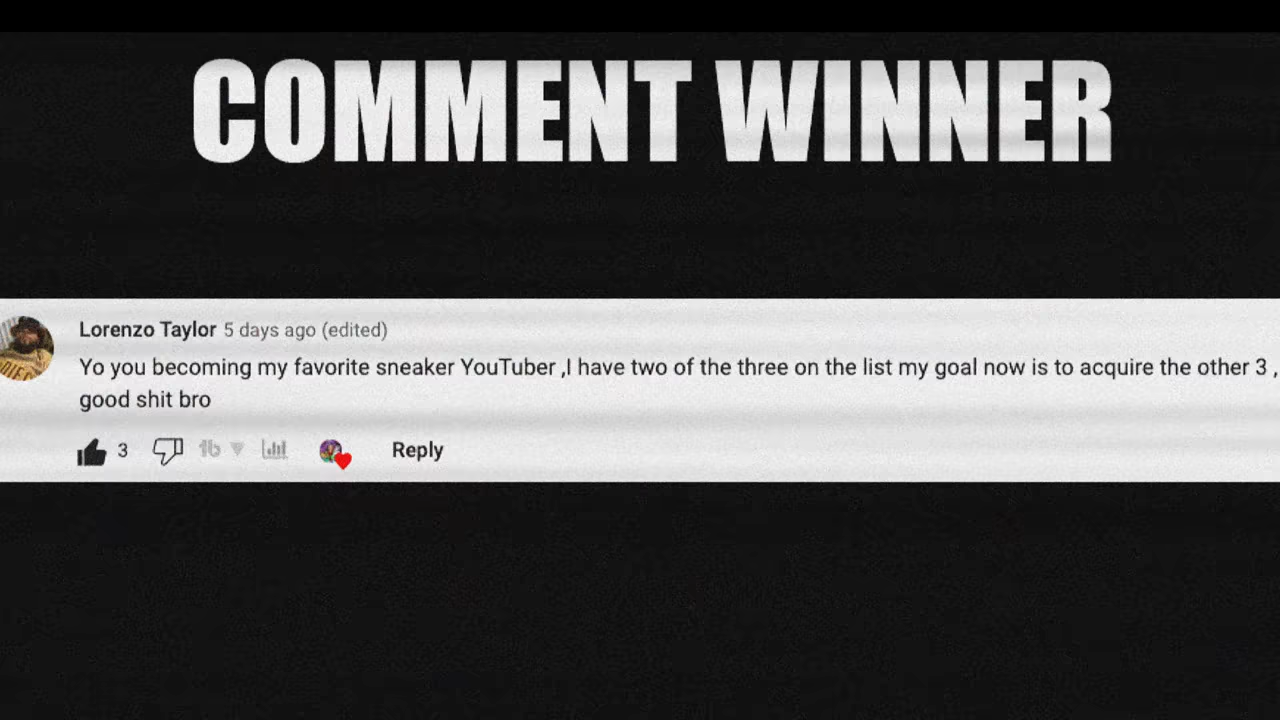 COMMENT WINNER
Lorenzo Taylor 5 days ago (edited)
Yo you becoming my favorite sneaker YouTuber ,I have two of the three on the list my goal now is to acquire the other 3 ,
good shit bro
3 Reply